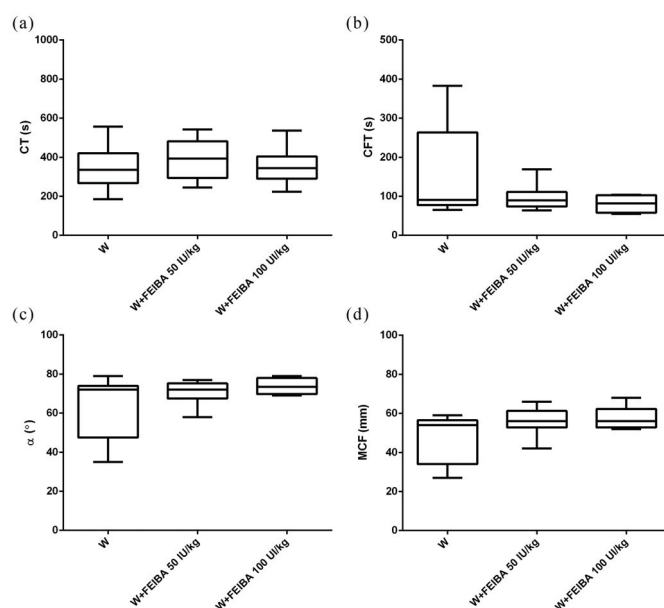 (a)
1000
800
600
400
200
0
CT (s)
W
W+FEIBA 50 IU/kg
W+FEIBA 100 UI/kg
(b)
500
400
300
200
100
0
CFT (s)
W
W+FEIBA 50 IU/kg
W+FEIBA 100 UI/kg
(c)
100
80
60
40
20
0
α (°)
W
W+FEIBA 50 IU/kg
W+FEIBA 100 UI/kg
(d)
100
80
60
40
20
0
MCF (mm)
W
W+FEIBA 50 IU/kg
W+FEIBA 100 UI/kg